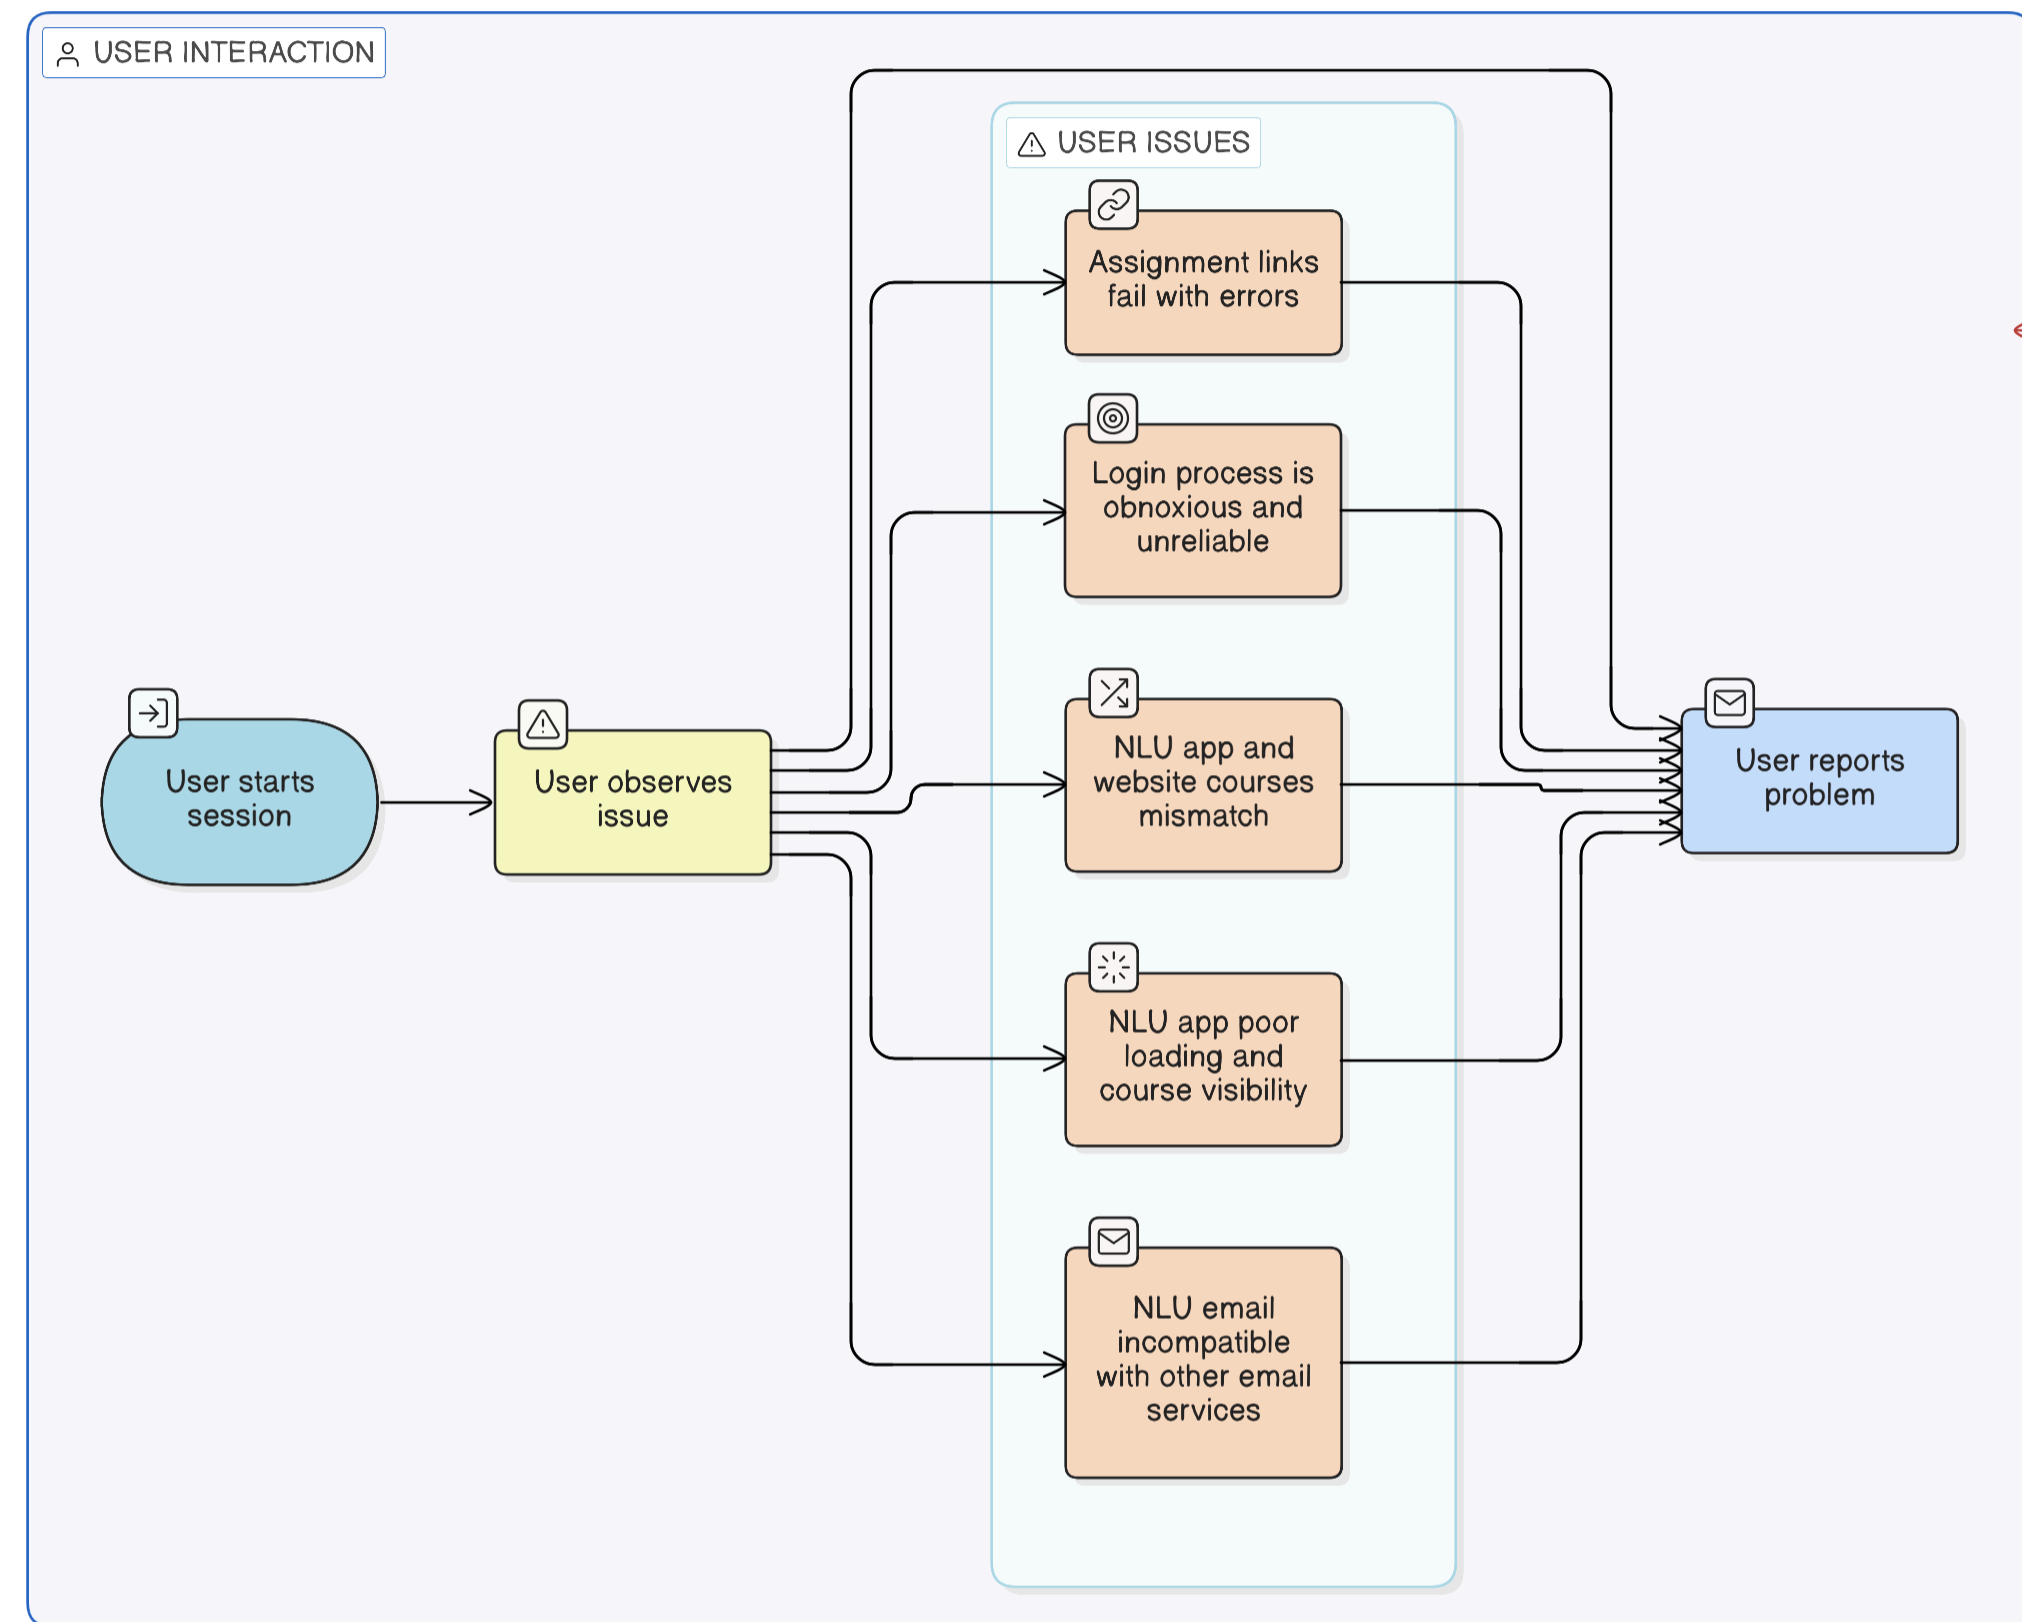 USER INTERACTION
USER ISSUES
Assignment links
fail with errors
Login process is
obnoxious and
unreliable
User starts
session
User observes
issue
NLU app and
website courses
mismatch
User reports
problem
NLU app poor
loading and
course visibility
NLU email
incompatible
with other email
services